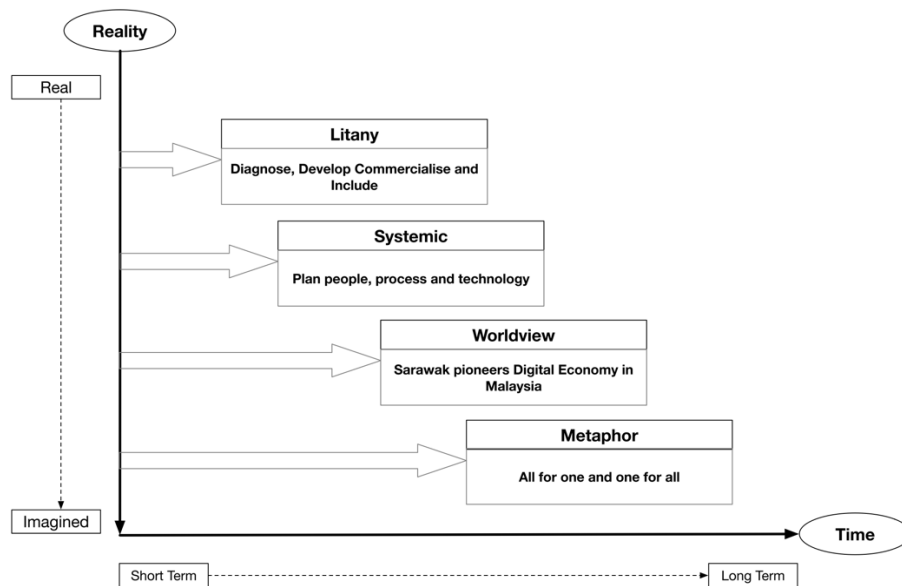 Reality
Real
Litany
Diagnose, Develop Commercialise and
Include
Systemic
Plan people, process and technology
Worldview
Sarawak pioneers Digital Economy in
Malaysia
Metaphor
All for one and one for all
Imagined
Time
Short Term
Long Term